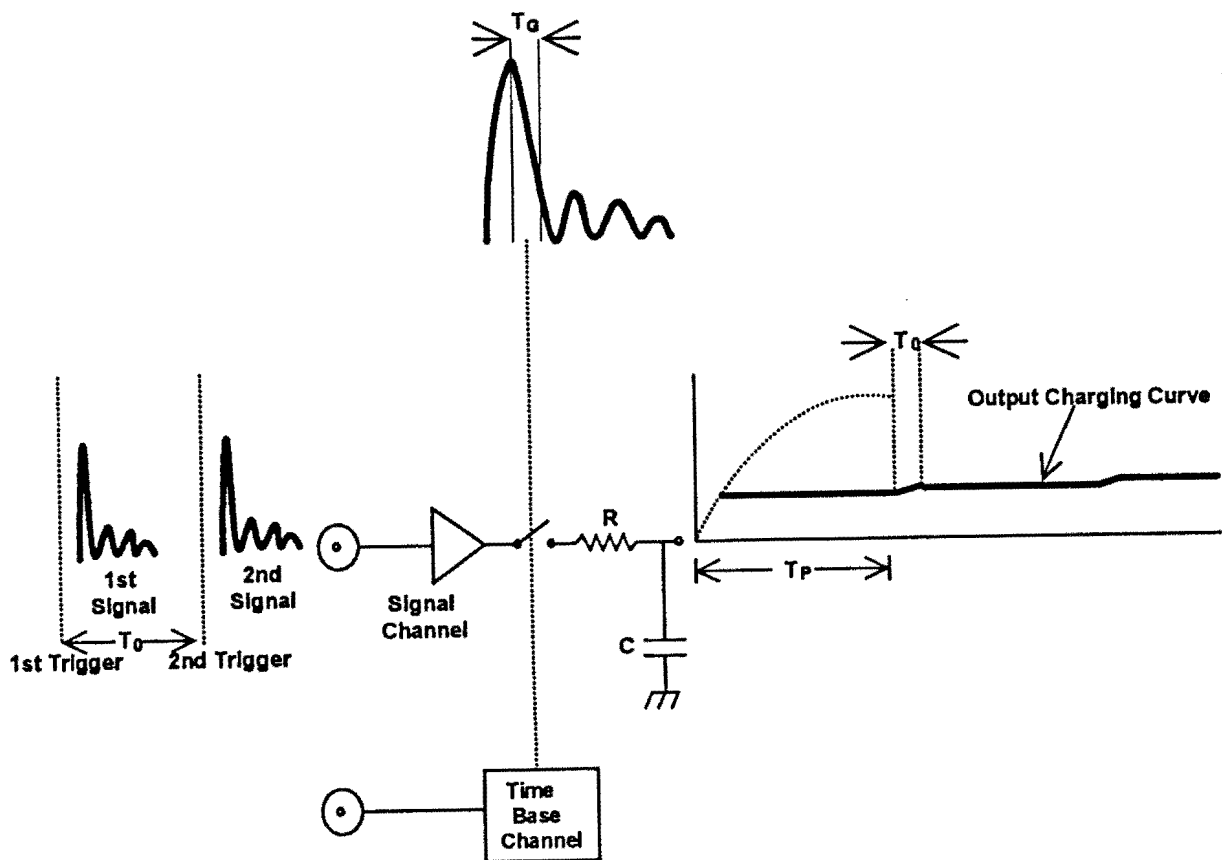 TG
T0
Output Charging Curve
R
TP
1st
Signal
2nd
Signal
Signal
Channel
T0
1st Trigger
2nd Trigger
C
Time
Base
Channel